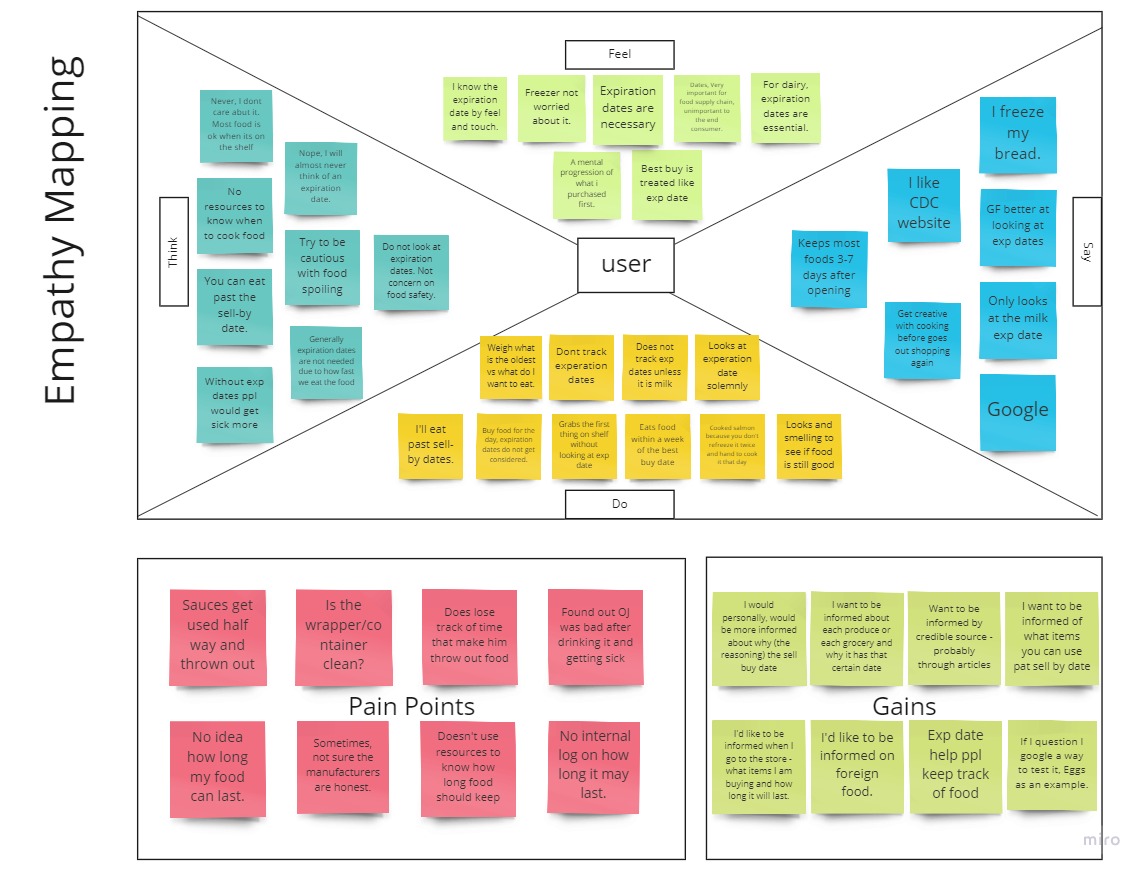 Empathy Mapping
Feel
I know the
expiration
date by feel
and touch.
Freezer not
worried
about it.
Expiration
dates are
necessary
Dates, Very
important for
food supply chain,
unimportant to
the end
consumer.
For dairy,
expiration
dates are
essential.
A mental
progression of
what i
purchased
first.
Best buy is
treated like
exp date
Think
Never, I dont
care abut it.
Most food is
ok when its on
the shelf
Nope, I will
almost never
think of an
expiration
date.
No
resources to
know when
to cook food
Try to be
cautious
with food
spoiling
Do not look at
expiration
dates. Not
concern on
food safety.
You can eat
past the
sell-by
date.
Generally
expiration dates
are not needed
due to how fast
we eat the food
Without exp
dates ppl
would get
sick more
user
Say
I freeze
my
bread.
I like
CDC
website
GF better at
looking at
exp dates
Keeps most
foods 3-7
days after
opening
Only looks
at the milk
exp date
Get creative
with cooking
before goes
out shopping
again
Google
Weigh what
is the oldest
vs what do I
want to eat.
Dont track
experation
dates
Does not
track exp
dates unless
it is milk
Looks at
experation
date
solemnly
I'll eat
past sell-
by dates.
Buy food for the
day, expiration
dates do not get
considered.
Grabs the first
thing on shelf
without
looking at exp
date
Eats food
within a week
of the best
buy date
Cooked salmon
because you don't
refreeze it twice
and hand to cook
it that day
Looks and
smelling to
see if food
is still good
Do
Sauces get
used half
way and
thrown out
Is the
wrapper/co
ntainer
clean?
Does lose
track of time
that make him
throw out food
Found out OJ
was bad after
drinking it and
getting sick
Pain Points
No idea
how long
my food
can last.
Sometimes,
not sure the
manufacturers
are honest.
Doesn't use
resources to
know how
long food
should keep
No internal
log on how
long it may
last.
I would
personally, would
be more informed
about why (the
reasoning) the sell
buy date
I want to be
informed about
each produce or
each grocery and
why it has that
certain date
Want to be
informed by
credible source -
probably
through articles
I want to be
informed of
what items
you can use
pat sell by date
Gains
I'd like to be
informed when I
go to the store -
what items I am
buying and how
long it will last.
I'd like to be
informed on
foreign
food.
Exp date
help ppl
keep track
of food
If I question I
google a way
to test it, Eggs
as an example.
miro